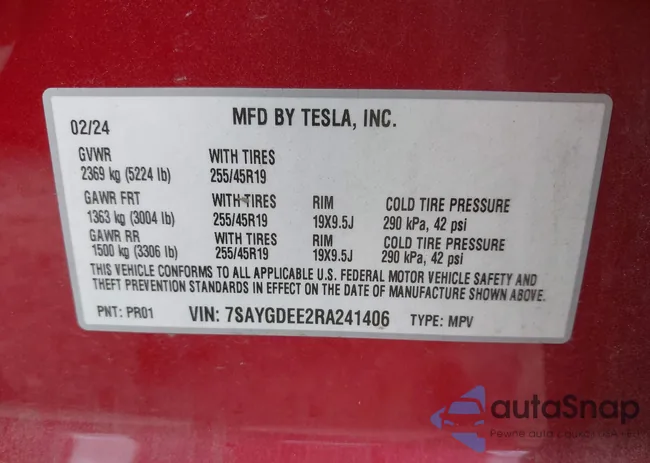 MFD BY TESLA, INC.
02/24
GVWR WITH TIRES
2369 kg (5224 lb) 255/45R19
GAWR FRT WITH TIRES RIM COLD TIRE PRESSURE
1363 kg (3004 lb) 255/45R19 19X9.5J 290 kPa, 42 psi
GAWR RR WITH TIRES RIM COLD TIRE PRESSURE
1500 kg (3306 lb) 255/45R19 19X9.5J 290 kPa, 42 psi
THIS VEHICLE CONFORMS TO ALL APPLICABLE U.S. FEDERAL MOTOR VEHICLE SAFETY AND
THEFT PREVENTION STANDARDS IN EFFECT ON THE DATE OF MANUFACTURE SHOWN ABOVE.
PNT: PR01 VIN: 7SAYGDEE2RA241406 TYPE: MPV
autaSnap
Pewne auta z